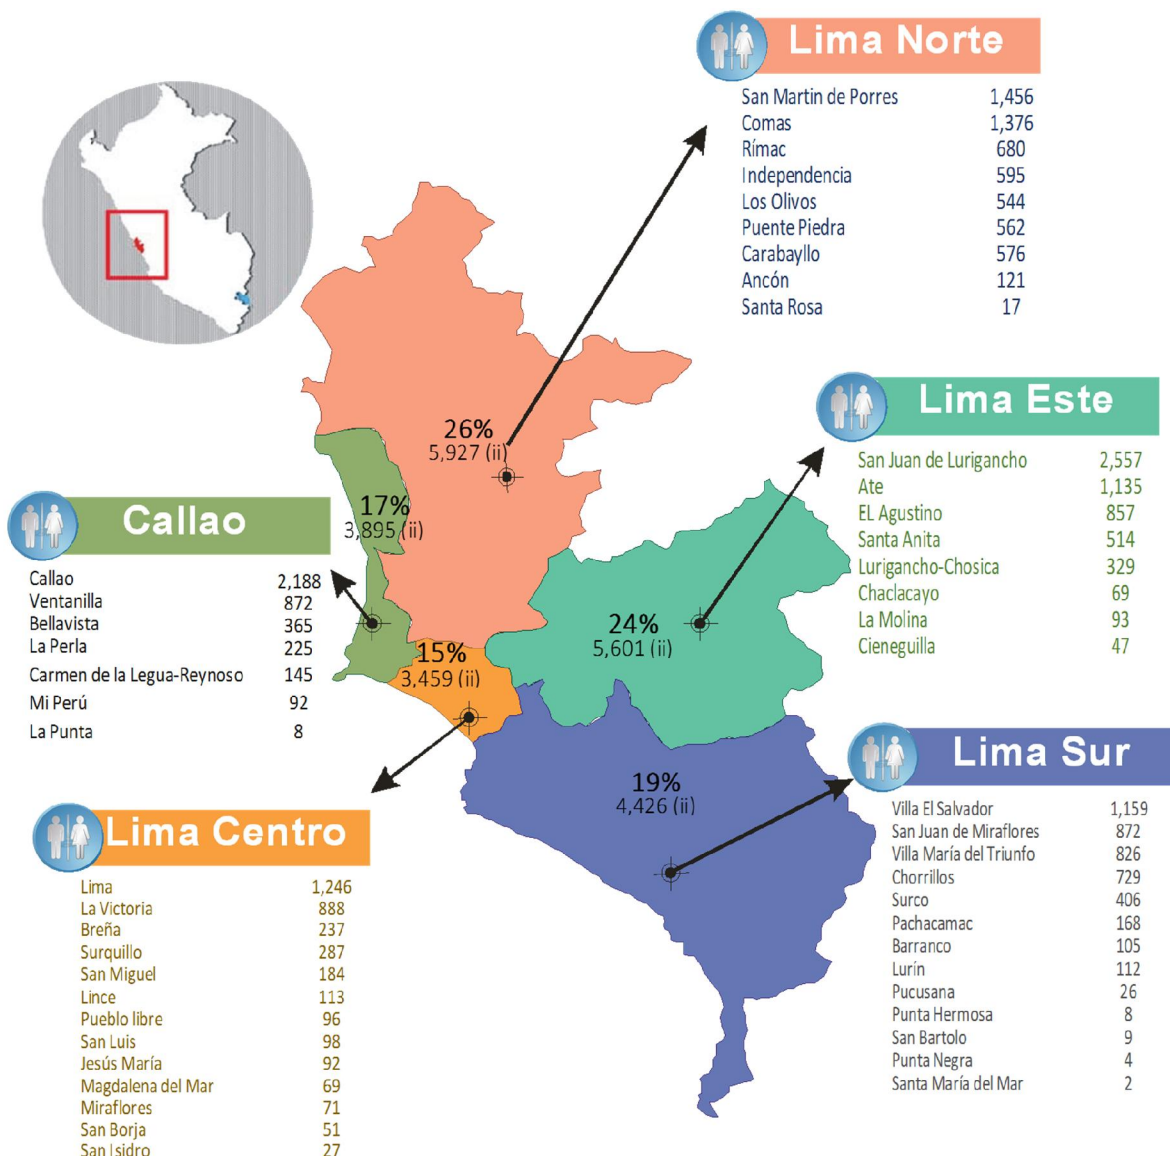 Lima Norte
San Martin de Porres 1,456
Comas 1,376
Rímac 680
Independencia 595
Los Olivos 544
Puente Piedra 562
Carabayllo 576
Ancón 121
Santa Rosa 17
26%
5,927 (ii)
Lima Este
San Juan de Lurigancho 2,557
Ate 1,135
EL Agustino 857
Santa Anita 514
Lurigancho-Chosica 329
Chaclacayo 69
La Molina 93
Cieneguilla 47
24%
5,601 (ii)
Callao
Callao 2,188
Ventanilla 872
Bellavista 365
La Perla 225
Carmen de la Legua-Reynoso 145
Mi Perú 92
La Punta 8
17%
3,895 (ii)
15%
3,459 (ii)
Lima Centro
Lima 1,246
La Victoria 888
Breña 237
Surquillo 287
San Miguel 184
Lince 113
Pueblo libre 96
San Luis 98
Jesús María 92
Magdalena del Mar 69
Miraflores 71
San Borja 51
San Isidro 27
19%
4,426 (ii)
Lima Sur
Villa El Salvador 1,159
San Juan de Miraflores 872
Villa María del Triunfo 826
Chorrillos 729
Surco 406
Pachacamac 168
Barranco 105
Lurín 112
Pucusana 26
Punta Hermosa 8
San Bartolo 9
Punta Negra 4
Santa María del Mar 2